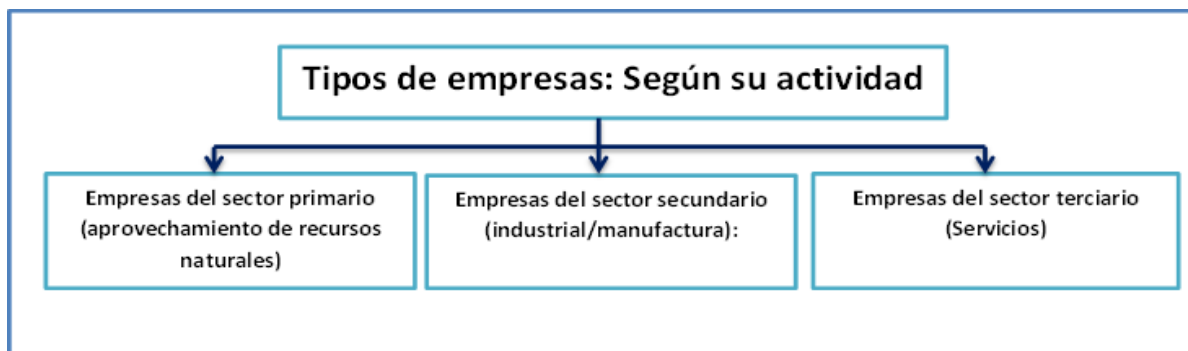 Tipos de empresas: Según su actividad
Empresas del sector primario
(aprovechamiento de recursos
naturales)
Empresas del sector secundario
(industrial/manufactura):
Empresas del sector terciario
(Servicios)